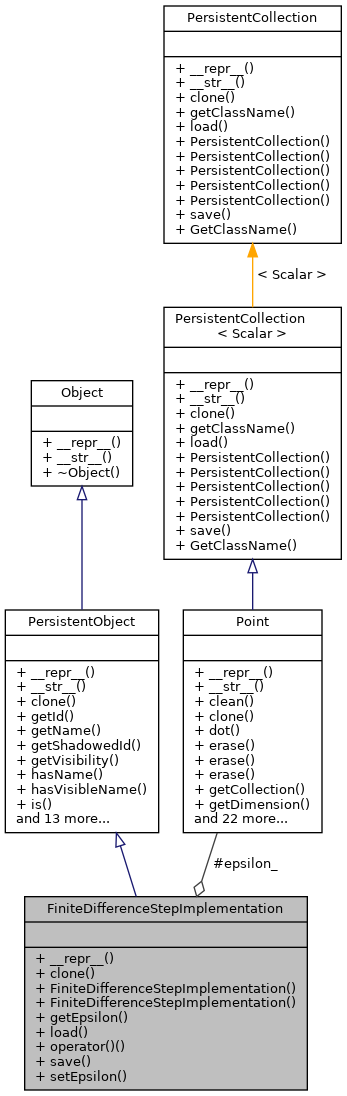 PersistentCollection
+ __repr__()
+ __str__()
+ clone()
+ getClassName()
+ load()
+ PersistentCollection()
+ PersistentCollection()
+ PersistentCollection()
+ PersistentCollection()
+ PersistentCollection()
+ save()
+ GetClassName()
< Scalar >
PersistentCollection
< Scalar >
+ __repr__()
+ __str__()
+ clone()
+ getClassName()
+ load()
+ PersistentCollection()
+ PersistentCollection()
+ PersistentCollection()
+ PersistentCollection()
+ PersistentCollection()
+ save()
+ GetClassName()
Object
+ __repr__()
+ __str__()
+ ~Object()
PersistentObject
+ __repr__()
+ __str__()
+ clone()
+ getId()
+ getName()
+ getShadowedId()
+ getVisibility()
+ hasName()
+ hasVisibleName()
+ is()
and 13 more...
Point
+ __repr__()
+ __str__()
+ clean()
+ clone()
+ dot()
+ erase()
+ erase()
+ erase()
+ getCollection()
+ getDimension()
and 22 more...
#epsilon_
FiniteDifferenceStepImplementation
+ __repr__()
+ clone()
+ FiniteDifferenceStepImplementation()
+ FiniteDifferenceStepImplementation()
+ getEpsilon()
+ load()
+ operator()()
+ save()
+ setEpsilon()